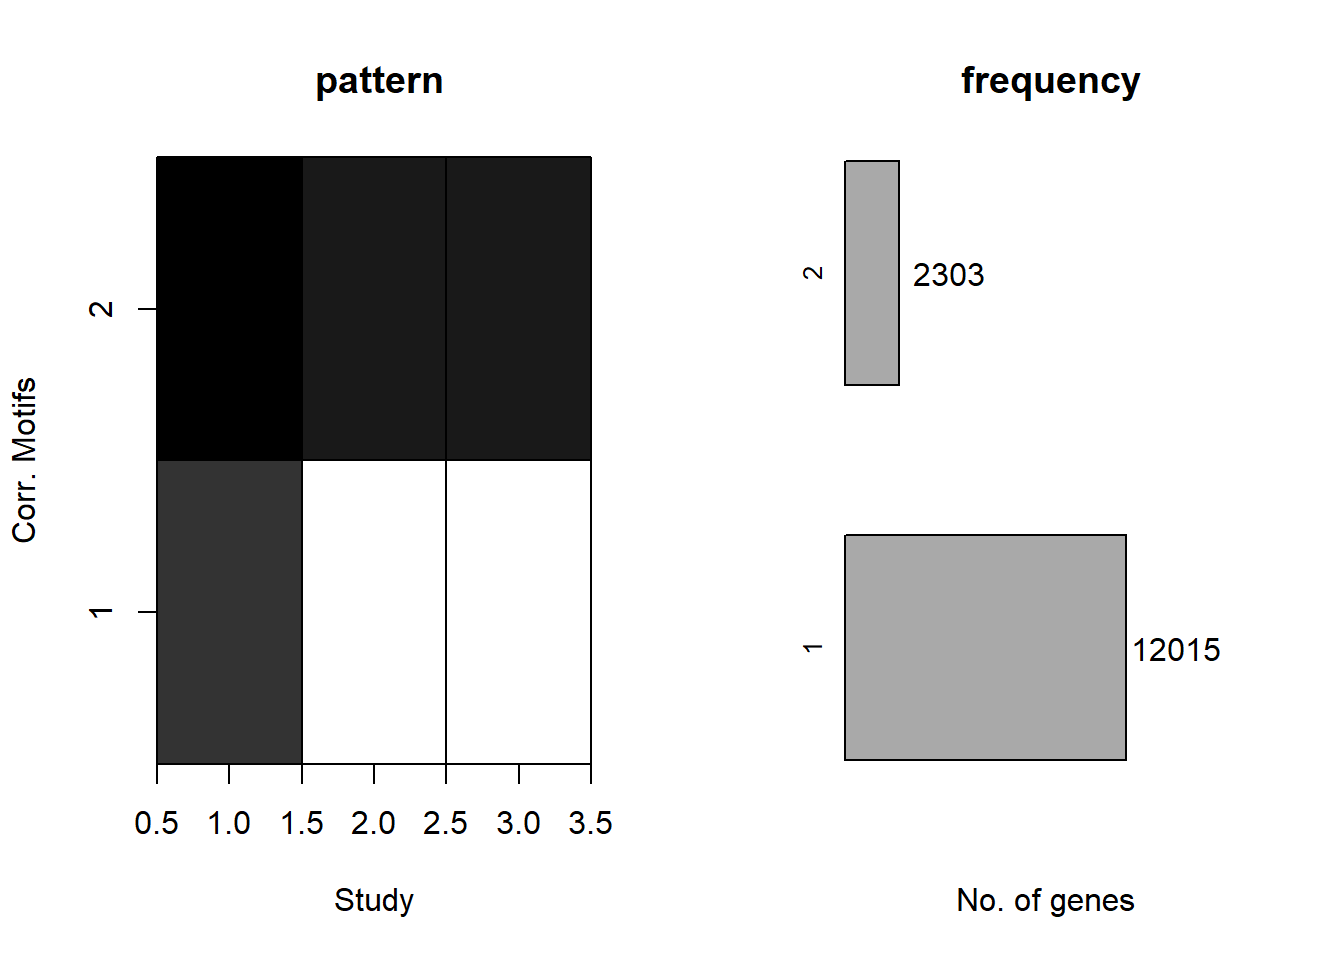 pattern
Corr. Motifs
2
1
0.5 1.0 1.5 2.0 2.5 3.0 3.5
Study
frequency
2
2303
1
12015
No. of genes